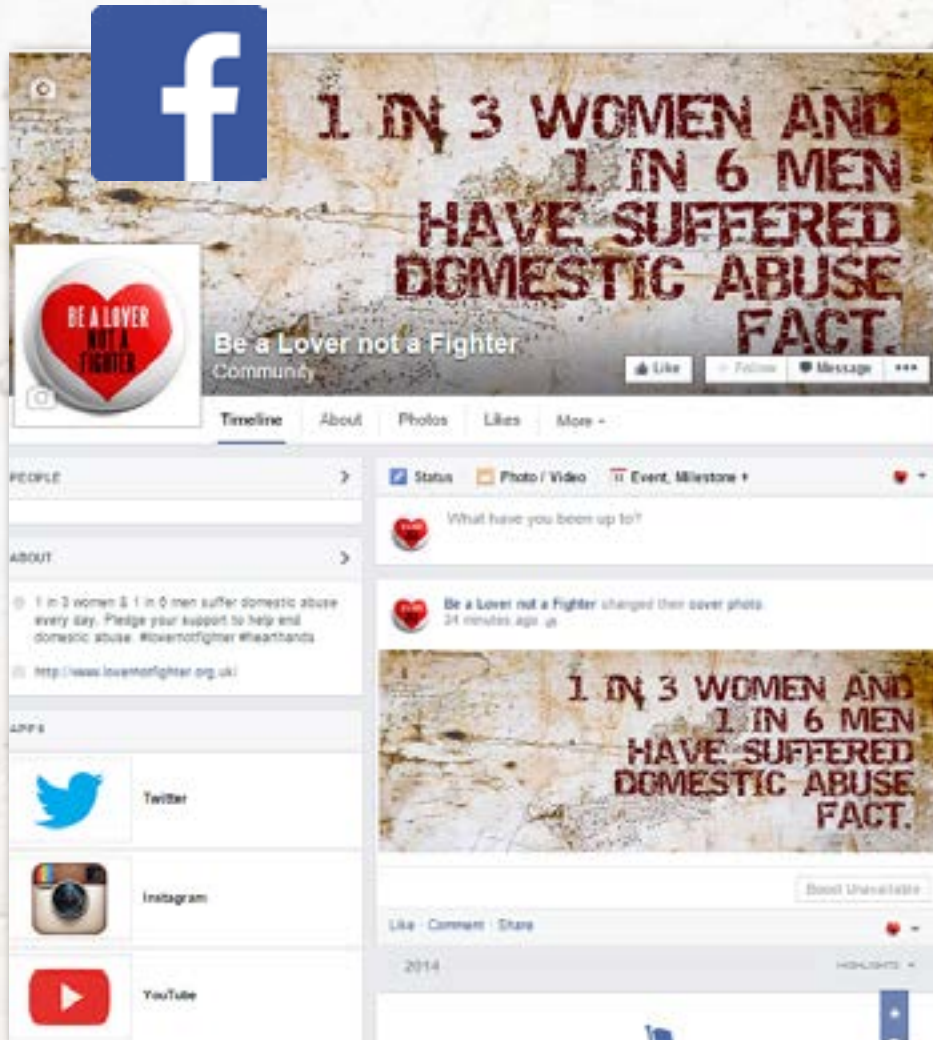 f
1 IN 3 WOMEN AND
1 IN 6 MEN
HAVE SUFFERED
DOMESTIC ABUSE
FACT.
BE A LOVER
NOT A
FIGHTER
Be a Lover not a Fighter
Community
Like
Follow
Message
Timeline About Photos Likes More
PEOPLE
Status Photo / Video Event, Milestone +
What have you been up to?
ABOUT
1 in 3 women & 1 in 6 men suffer domestic abuse
every day. Pledge your support to help end
domestic abuse. #lovernotfighter #hearthands
http://www.lovernotfighter.org.uk/
Be a Lover not a Fighter changed their cover photo.
24 minutes ago
1 IN 3 WOMEN AND
1 IN 6 MEN
HAVE SUFFERED
DOMESTIC ABUSE
FACT.
APPS
Twitter
Instagram
YouTube
Boost Unavailable
Like · Comment · Share
2014
HIGHLIGHTS